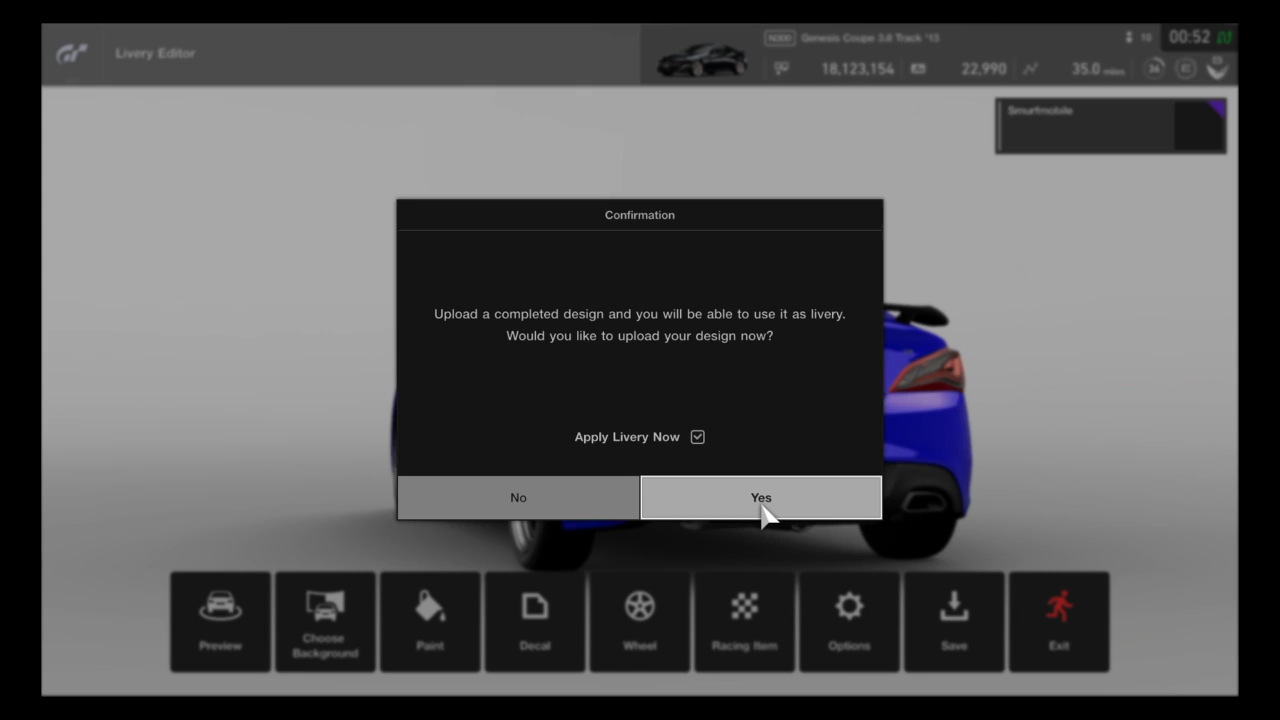 Livery Editor
N300 Genesis Coupe 3.8 Track '13
10 00:52
18,123,154 22,990 35.0 miles
36
Smurfmobile
Confirmation
Upload a completed design and you will be able to use it as livery.
Would you like to upload your design now?
Apply Livery Now
No Yes
Preview
Choose
Background
Paint
Decal
Wheel
Racing Item
Options
Save
Exit